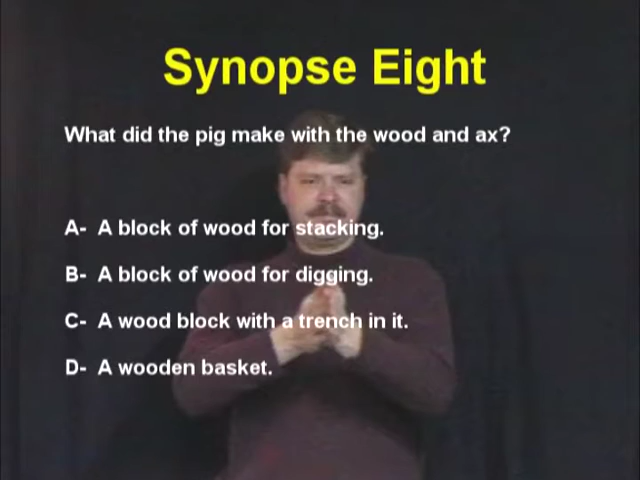 Synopse Eight
What did the pig make with the wood and ax?
A- A block of wood for stacking.
B- A block of wood for digging.
C- A wood block with a trench in it.
D- A wooden basket.